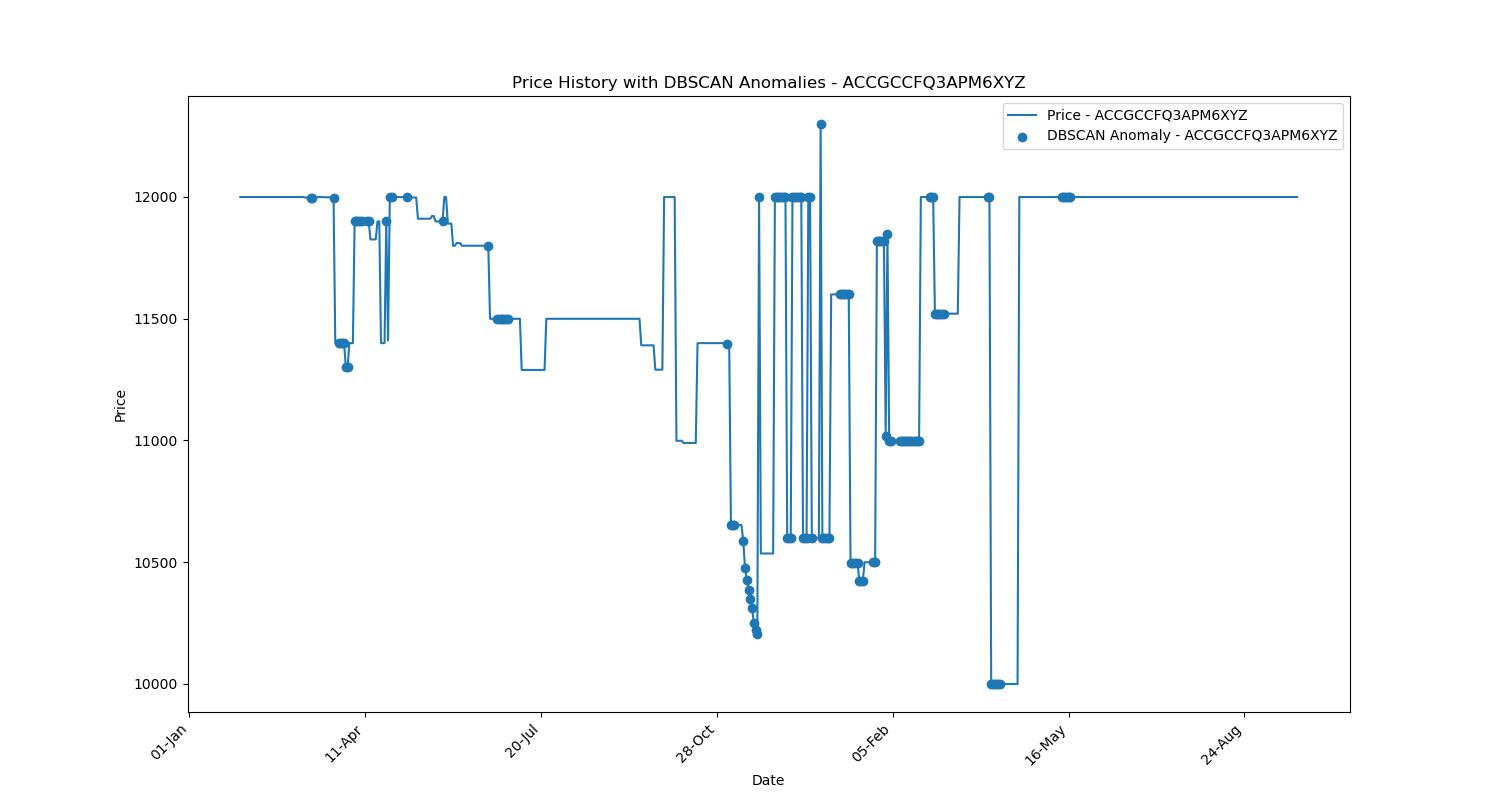 Price History with DBSCAN Anomalies - ACCGCCFQ3APM6XYZ
Price - ACCGCCFQ3APM6XYZ
DBSCAN Anomaly - ACCGCCFQ3APM6XYZ
12000
11500
11000
10500
10000
Price
01-Jan
11-Apr
20-Jul
28-Oct
05-Feb
16-May
24-Aug
Date